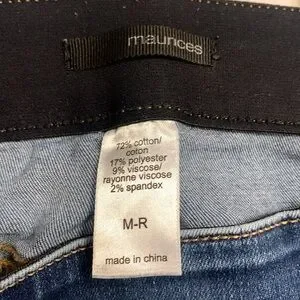 maurices
72% cotton/
coton
17% polyester
9% viscose/
rayonne viscose
2% spandex
M-R
made in china